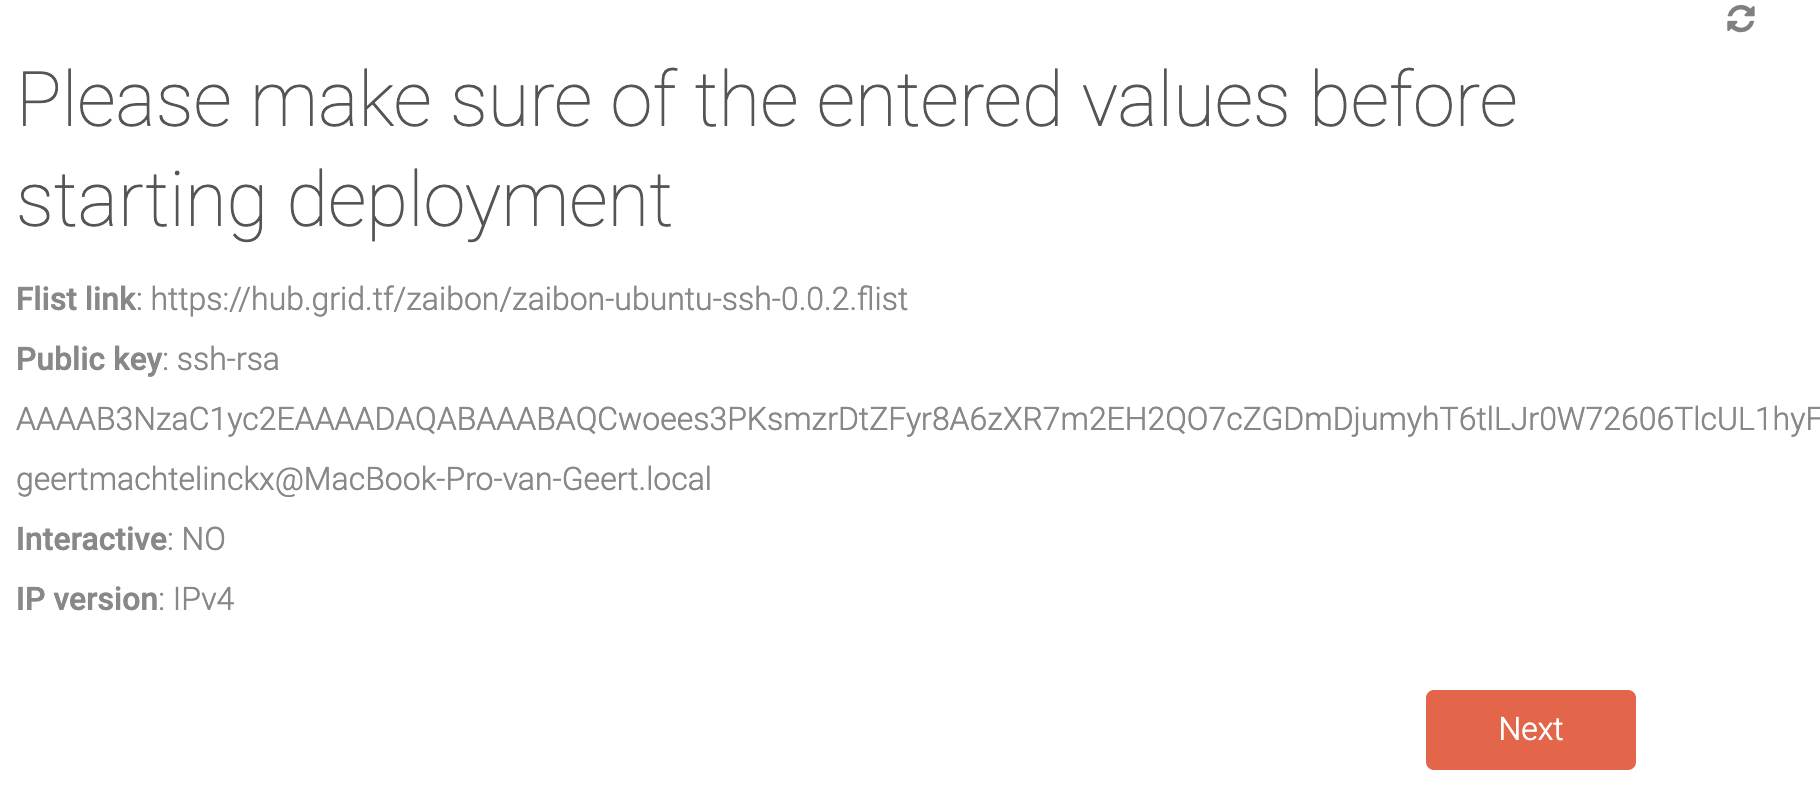 Please make sure of the entered values before
starting deployment
Flist link: https://hub.grid.tf/zaibon/zaibon-ubuntu-ssh-0.0.2.flist
Public key: ssh-rsa
AAAAB3NzaC1yc2EAAAADAQABAAABAQCwoees3PKsmzrDtZFyr8A6zXR7m2EH2QO7cZGDmDjumyhT6tlLJr0W72606TlcUL1hyF
geertmachtelinckx@MacBook-Pro-van-Geert.local
Interactive: NO
IP version: IPv4
Next